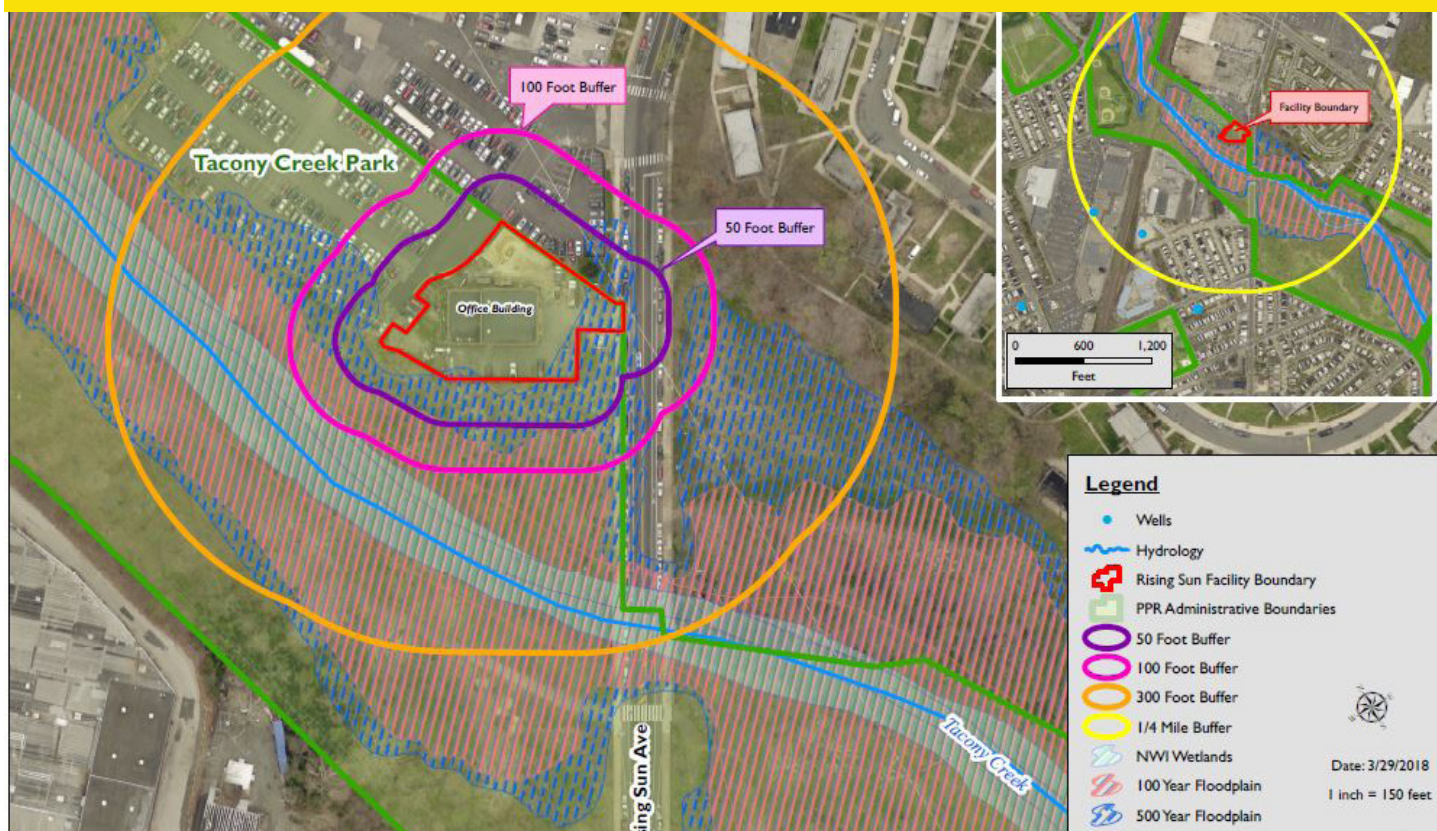 100 Foot Buffer
Tacony Creek Park
50 Foot Buffer
Office Building
Facility Boundary
0 600 1,200
Feet
sing Sun Ave
Tacony Creek
Legend
Wells
Hydrology
Rising Sun Facility Boundary
PPR Administrative Boundaries
50 Foot Buffer
100 Foot Buffer
300 Foot Buffer
1/4 Mile Buffer
NWI Wetlands
100 Year Floodplain
500 Year Floodplain
Date: 3/29/2018
1 inch = 150 feet